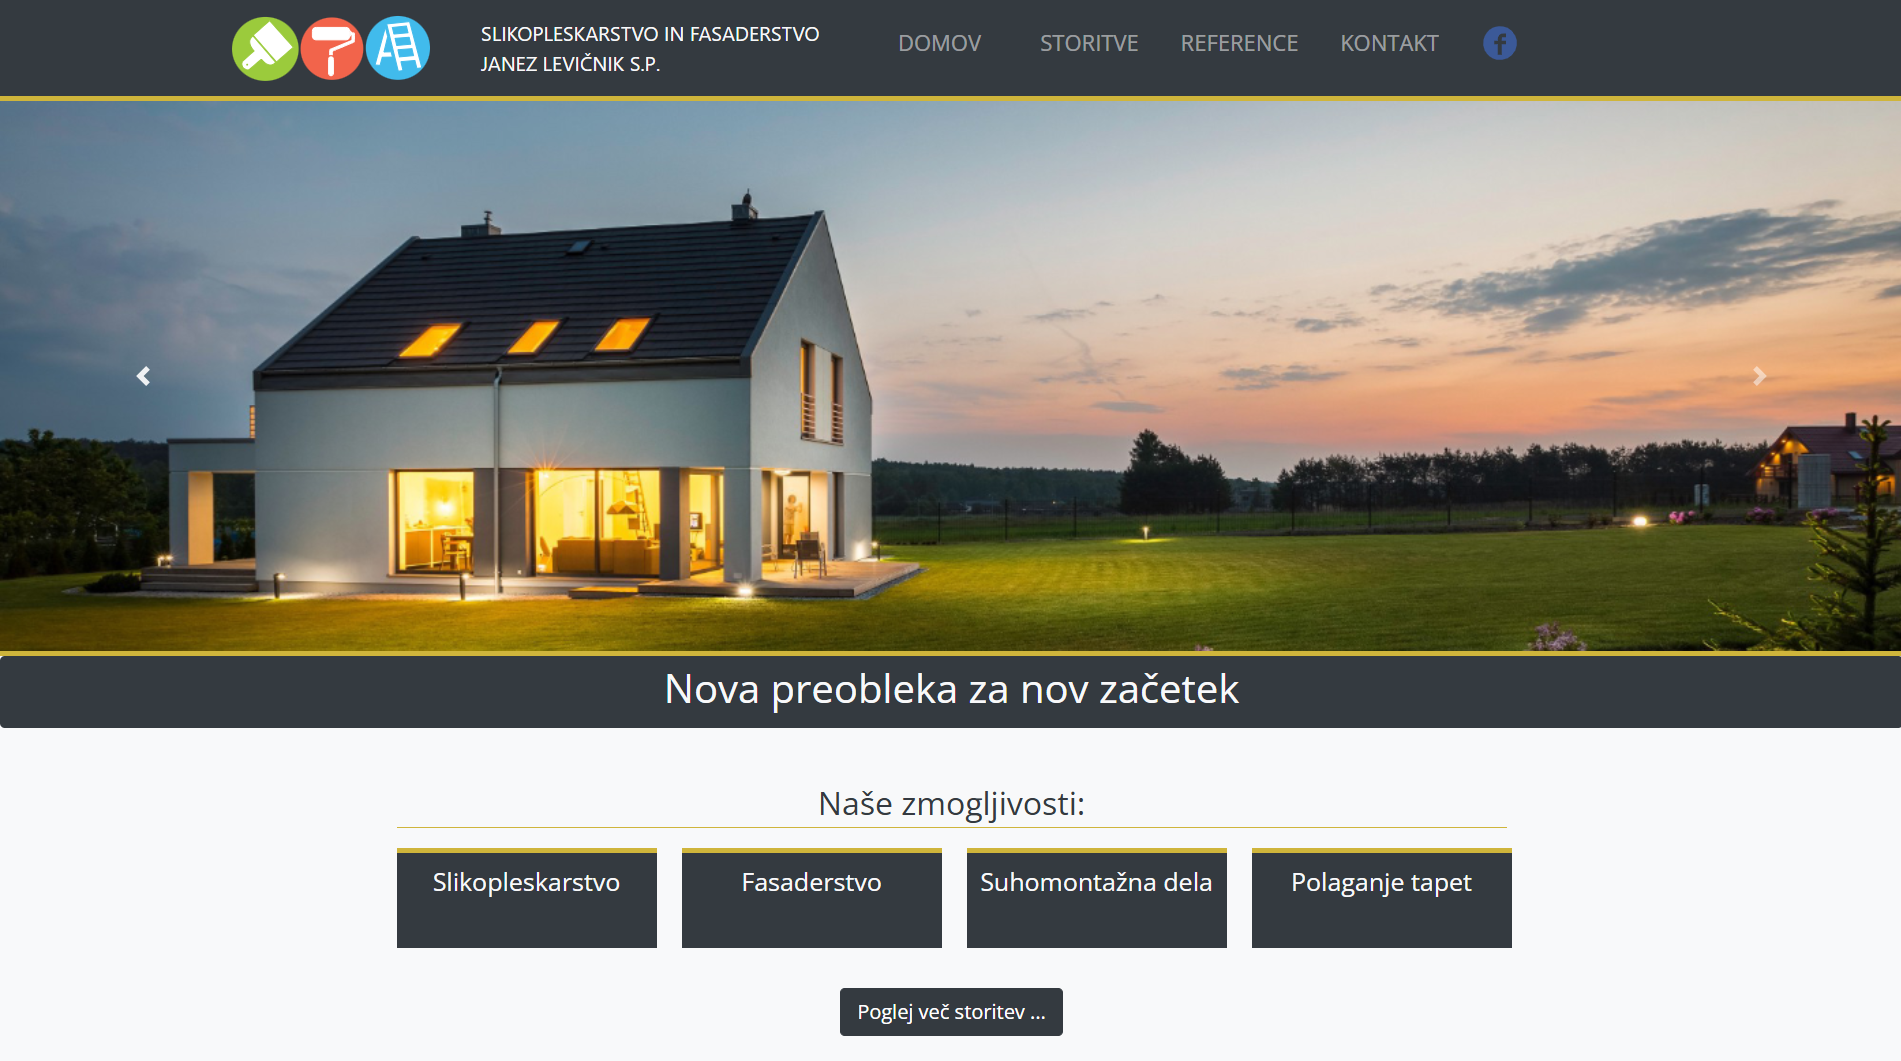 SLIKOPLESKARSTVO IN FASADERSTVO
JANEZ LEVIČNIK S.P.
DOMOV
STORITVE
REFERENCE
KONTAKT
Nova preobleka za nov začetek
Naše zmogljivosti:
Slikopleskarstvo
Fasaderstvo
Suhomontažna dela
Polaganje tapet
Poglej več storitev ...